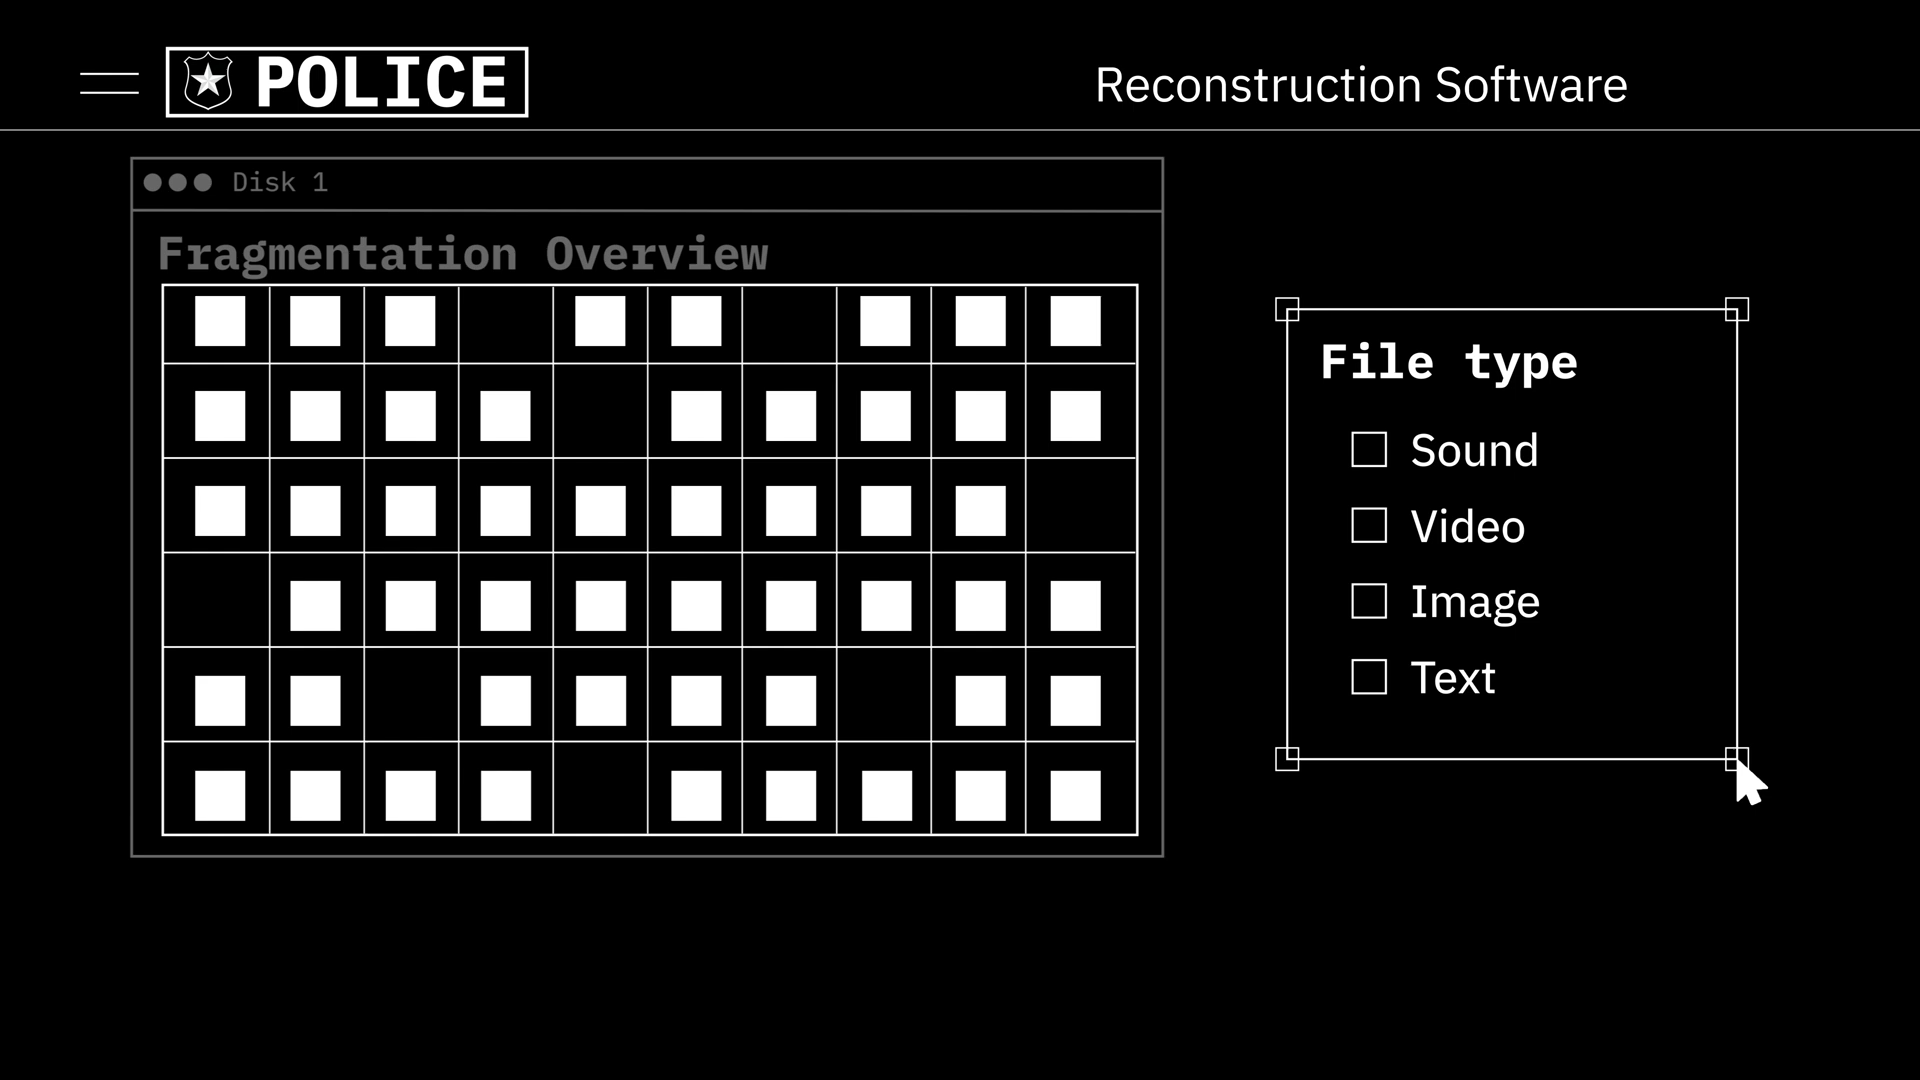 POLICE
Reconstruction Software
Disk 1
Fragmentation Overview
File type
Sound
Video
Image
Text